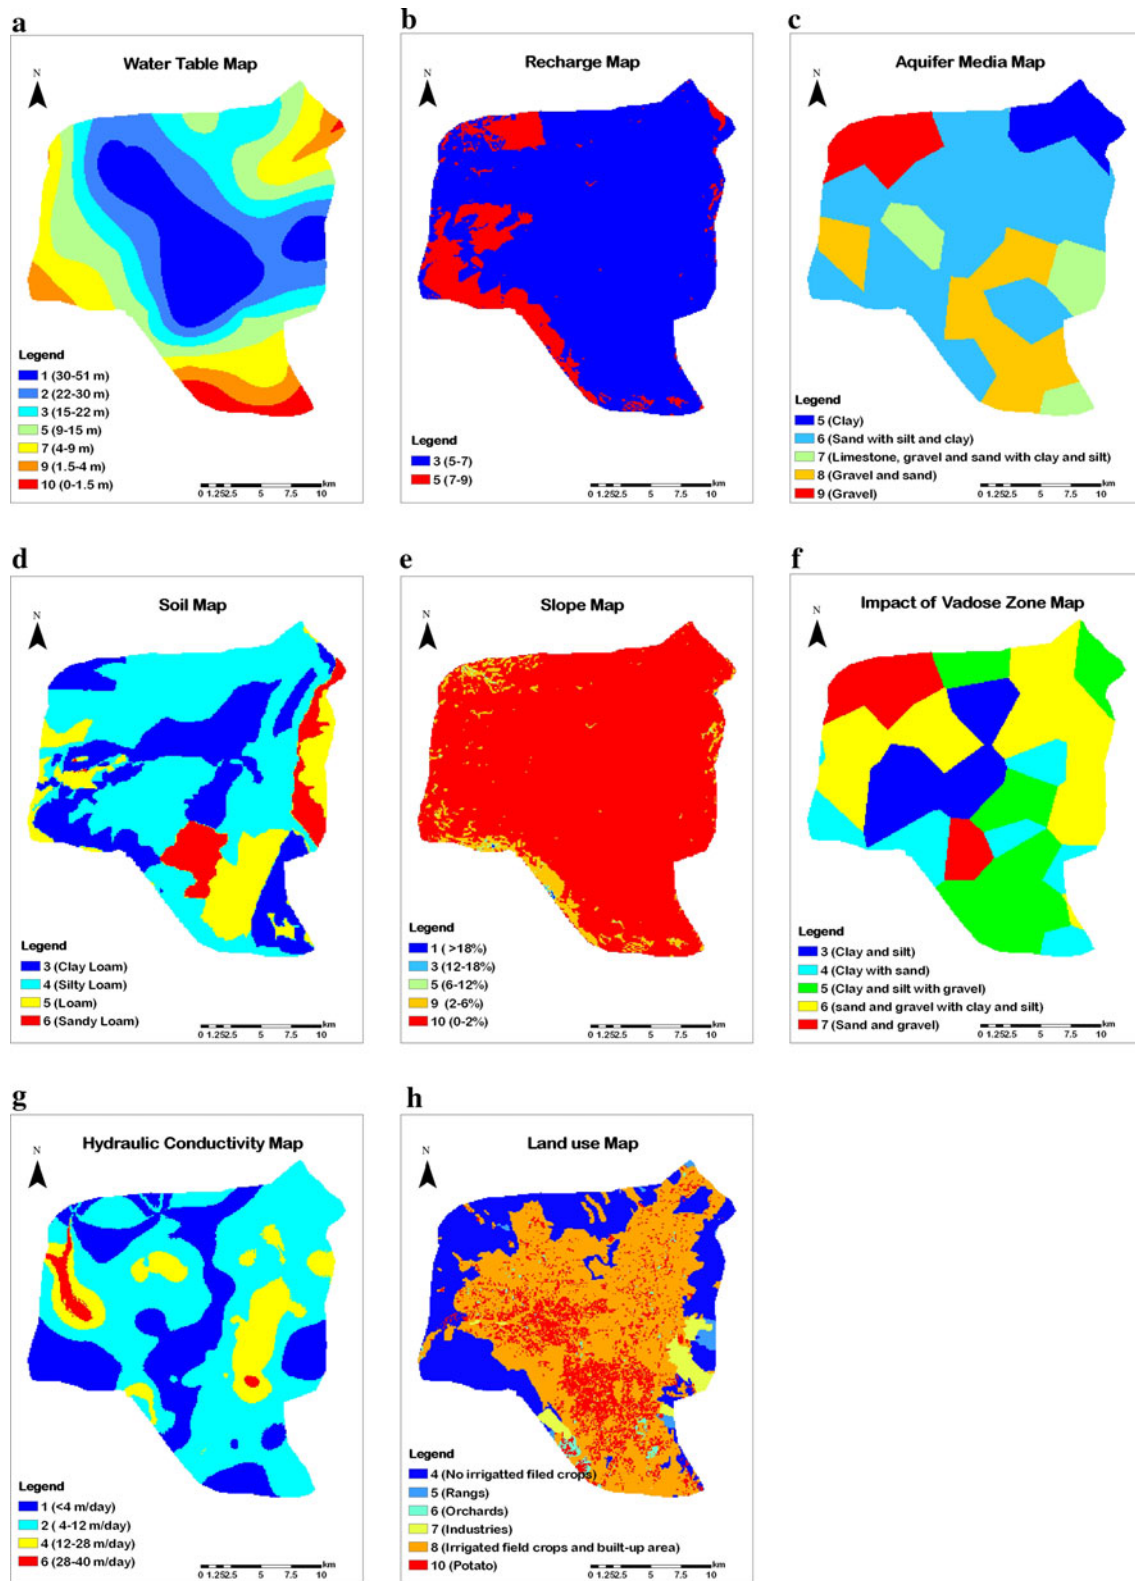 a
Water Table Map
N
Legend
1 (30-51 m)
2 (22-30 m)
3 (15-22 m)
5 (9-15 m)
7 (4-9 m)
9 (1.5-4 m)
10 (0-1.5 m)
km
0 1.252.5 5 7.5 10
b
Recharge Map
N
Legend
3 (5-7)
5 (7-9)
km
0 1.252.5 5 7.5 10
c
Aquifer Media Map
N
Legend
5 (Clay)
6 (Sand with silt and clay)
7 (Limestone, gravel and sand with clay and silt)
8 (Gravel and sand)
9 (Gravel)
km
0 1.252.5 5 7.5 10
d
Soil Map
N
Legend
3 (Clay Loam)
4 (Silty Loam)
5 (Loam)
6 (Sandy Loam)
km
0 1.252.5 5 7.5 10
e
Slope Map
N
Legend
1 ( >18%)
3 (12-18%)
5 (6-12%)
9 (2-6%)
10 (0-2%)
km
0 1.252.5 5 7.5 10
f
Impact of Vadose Zone Map
N
Legend
3 (Clay and silt)
4 (Clay with sand)
5 (Clay and silt with gravel)
6 (sand and gravel with clay and silt)
7 (Sand and gravel)
km
0 1.252.5 5 7.5 10
g
Hydraulic Conductivity Map
N
Legend
1 (<4 m/day)
2 ( 4-12 m/day)
4 (12-28 m/day)
6 (28-40 m/day)
km
0 1.252.5 5 7.5 10
h
Land use Map
N
Legend
4 (No irrigatted filed crops)
5 (Rangs)
6 (Orchards)
7 (Industries)
8 (Irrigated field crops and built-up area)
10 (Potato)
km
0 1.252.5 5 7.5 10